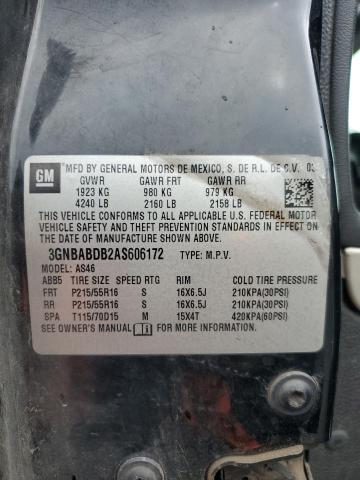 GM
MFD BY GENERAL MOTORS DE MEXICO, S. DE R.L. DE C.V. 03
GVWR GAWR FRT GAWR RR
1923 KG 980 KG 979 KG
4240 LB 2160 LB 2158 LB
THIS VEHICLE CONFORMS TO ALL APPLICABLE U.S. FEDERAL
MOTOR VEHICLE SAFETY AND THEFT PREVENTION STANDARDS
IN EFFECT ON THE DATE OF MANUFACTURE SHOWN ABOVE.
3GNBABDB2AS606172 TYPE: M.P.V.
MODEL: AS46
ABB5 TIRE SIZE SPEED RTG RIM COLD TIRE PRESSURE
FRT P215/55R16 S 16X6.5J 210KPA(30PSI)
RR P215/55R16 S 16X6.5J 210KPA(30PSI)
SPA T115/70D15 M 15X4T 420KPA(60PSI)
SEE OWNER'S MANUAL FOR MORE INFORMATION.